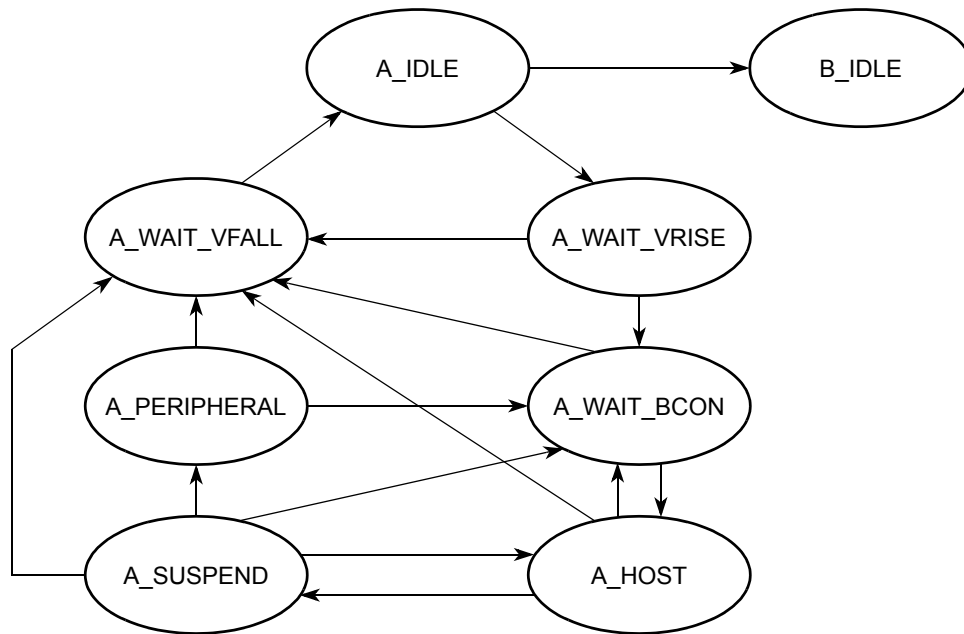 A_IDLE
B_IDLE
A_WAIT_VFALL
A_WAIT_VRISE
A_PERIPHERAL
A_WAIT_BCON
A_SUSPEND
A_HOST